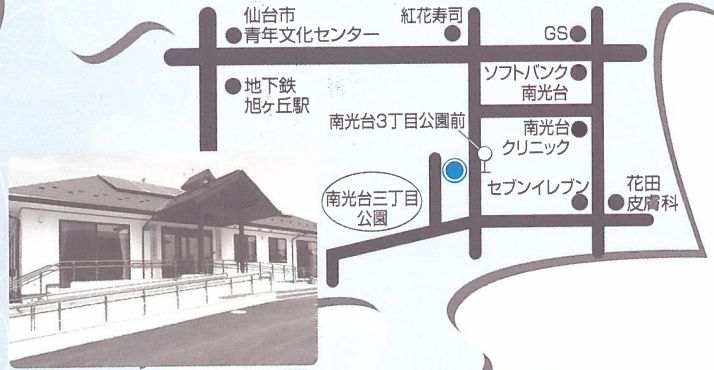 仙台市
青年文化センター
紅花寿司
GS
地下鉄
旭ヶ丘駅
ソフトバンク
南光台
南光台3丁目公園前
南光台
クリニック
南光台三丁目
公園
セブンイレブン
花田
皮膚科